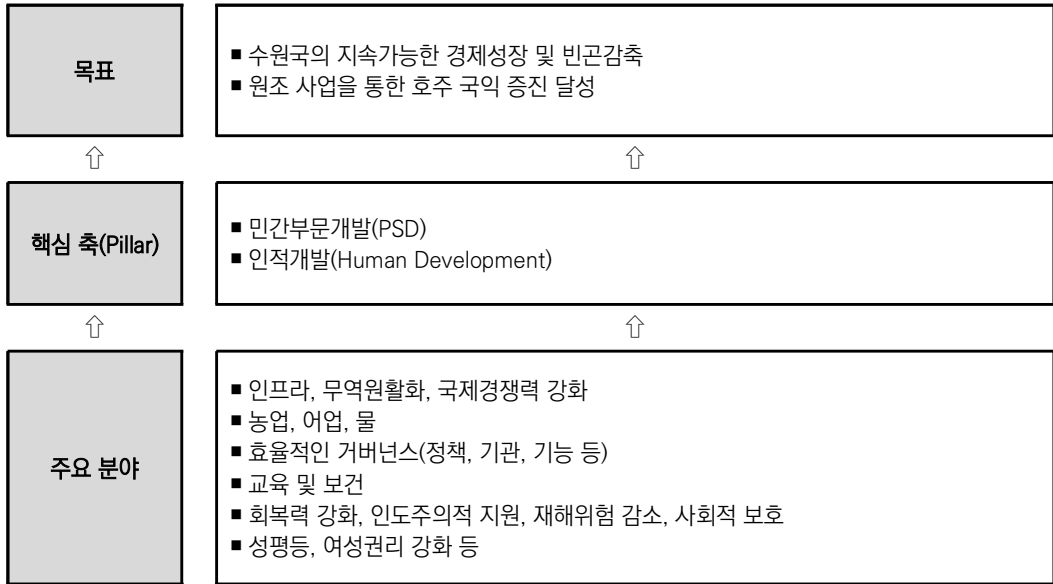 목표
■ 수원국의 지속가능한 경제성장 및 빈곤감축
■ 원조 사업을 통한 호주 국익 증진 달성
⇧ ⇧
핵심 축(Pillar)
■ 민간부문개발(PSD)
■ 인적개발(Human Development)
⇧ ⇧
주요 분야
■ 인프라, 무역원활화, 국제경쟁력 강화
■ 농업, 어업, 물
■ 효율적인 거버넌스(정책, 기관, 기능 등)
■ 교육 및 보건
■ 회복력 강화, 인도주의적 지원, 재해위험 감소, 사회적 보호
■ 성평등, 여성권리 강화 등